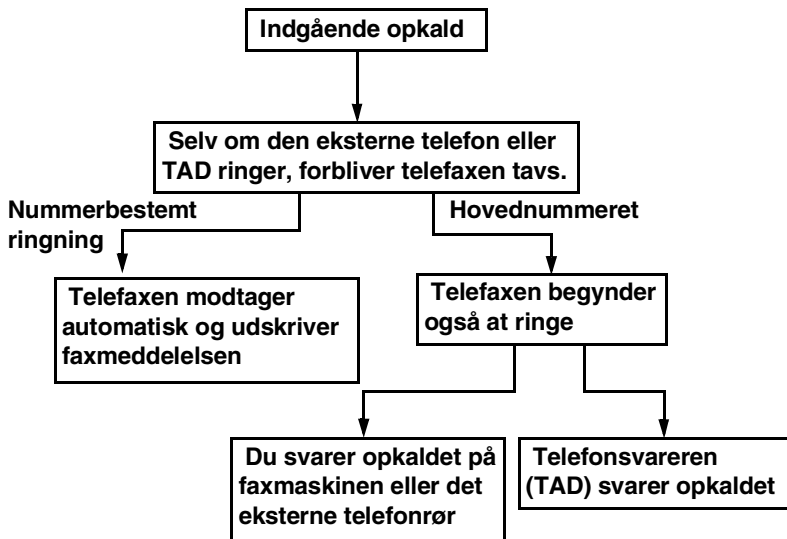 Indgående opkald
Selv om den eksterne telefon eller
TAD ringer, forbliver telefaxen tavs.
Nummerbestemt
ringning
Hovednummeret
Telefaxen modtager
automatisk og udskriver
faxmeddelelsen
Telefaxen begynder
også at ringe
Du svarer opkaldet på
faxmaskinen eller det
eksterne telefonrør
Telefonsvareren
(TAD) svarer opkaldet